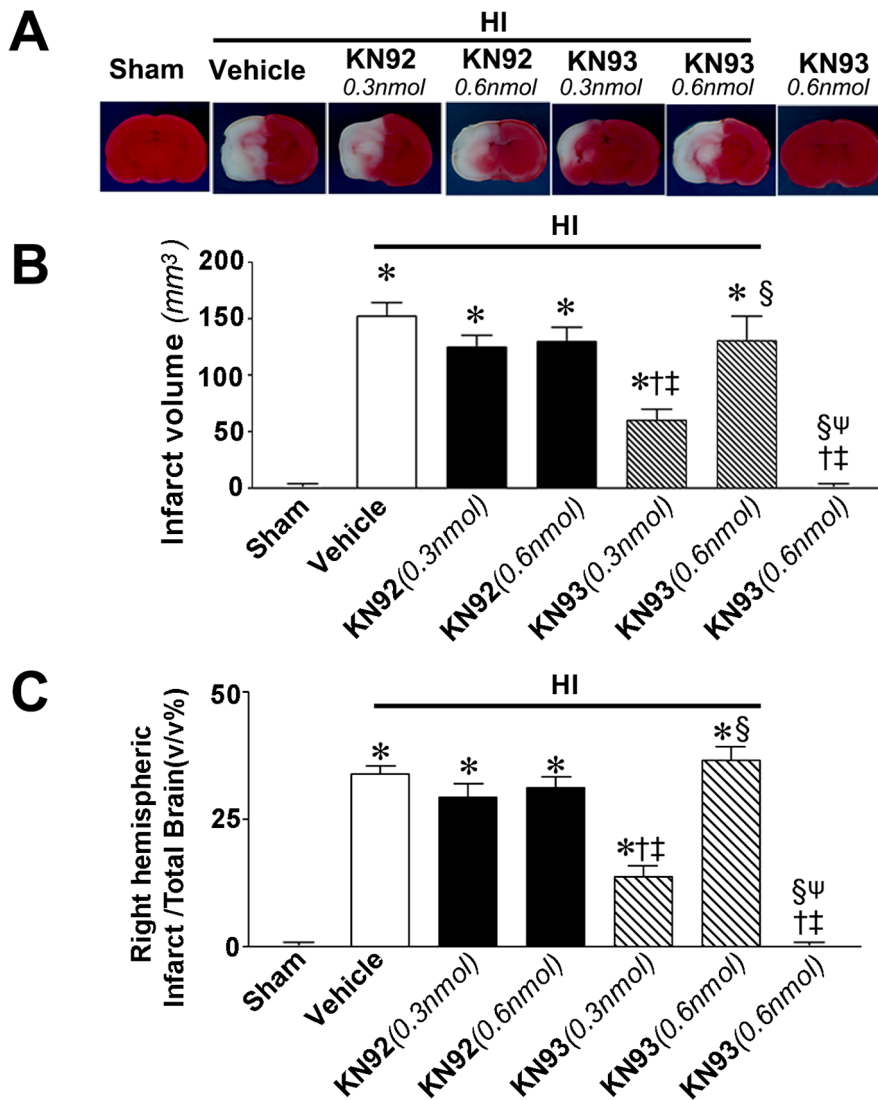 A
HI
Sham Vehicle KN92 KN92 KN93 KN93 KN93
0.3nmol 0.6nmol 0.3nmol 0.6nmol 0.6nmol
B
HI
Infarct volume (mm³)
200
150
100
50
0
*
*
*
*†‡
* §
§Ψ
†‡
Sham
Vehicle
KN92(0.3nmol)
KN92(0.6nmol)
KN93(0.3nmol)
KN93(0.6nmol)
KN93(0.6nmol)
C
HI
Right hemispheric
Infarct /Total Brain(v/v%)
50
25
0
*
*
*
*†‡
*§
§Ψ
†‡
Sham
Vehicle
KN92(0.3nmol)
KN92(0.6nmol)
KN93(0.3nmol)
KN93(0.6nmol)
KN93(0.6nmol)